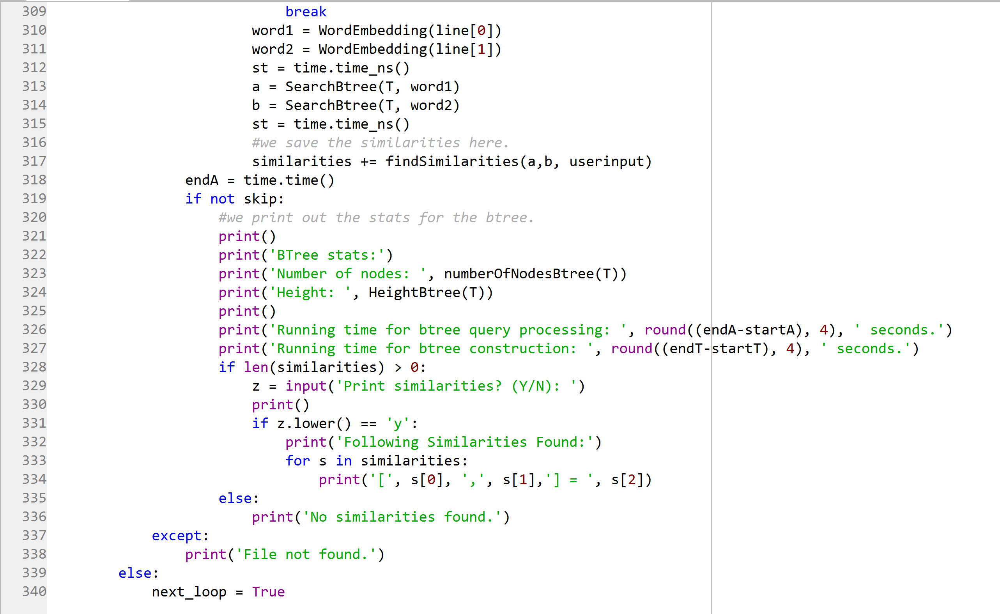 309                             break
310                         word1 = WordEmbedding(line[0])
311                         word2 = WordEmbedding(line[1])
312                         st = time.time_ns()
313                         a = SearchBtree(T, word1)
314                         b = SearchBtree(T, word2)
315                         st = time.time_ns()
316                         #we save the similarities here.
317                         similarities += findSimilarities(a,b, userinput)
318                 endA = time.time()
319                 if not skip:
320                     #we print out the stats for the btree.
321                     print()
322                     print('BTree stats:')
323                     print('Number of nodes: ', numberOfNodesBtree(T))
324                     print('Height: ', HeightBtree(T))
325                     print()
326                     print('Running time for btree query processing: ', round((endA-startA), 4), ' seconds.')
327                     print('Running time for btree construction: ', round((endT-startT), 4), ' seconds.')
328                     if len(similarities) > 0:
329                         z = input('Print similarities? (Y/N): ')
330                         print()
331                         if z.lower() == 'y':
332                             print('Following Similarities Found:')
333                             for s in similarities:
334                                 print('[', s[0], ',', s[1],'] = ', s[2])
335                     else:
336                         print('No similarities found.')
337             except:
338                 print('File not found.')
339         else:
340             next_loop = True